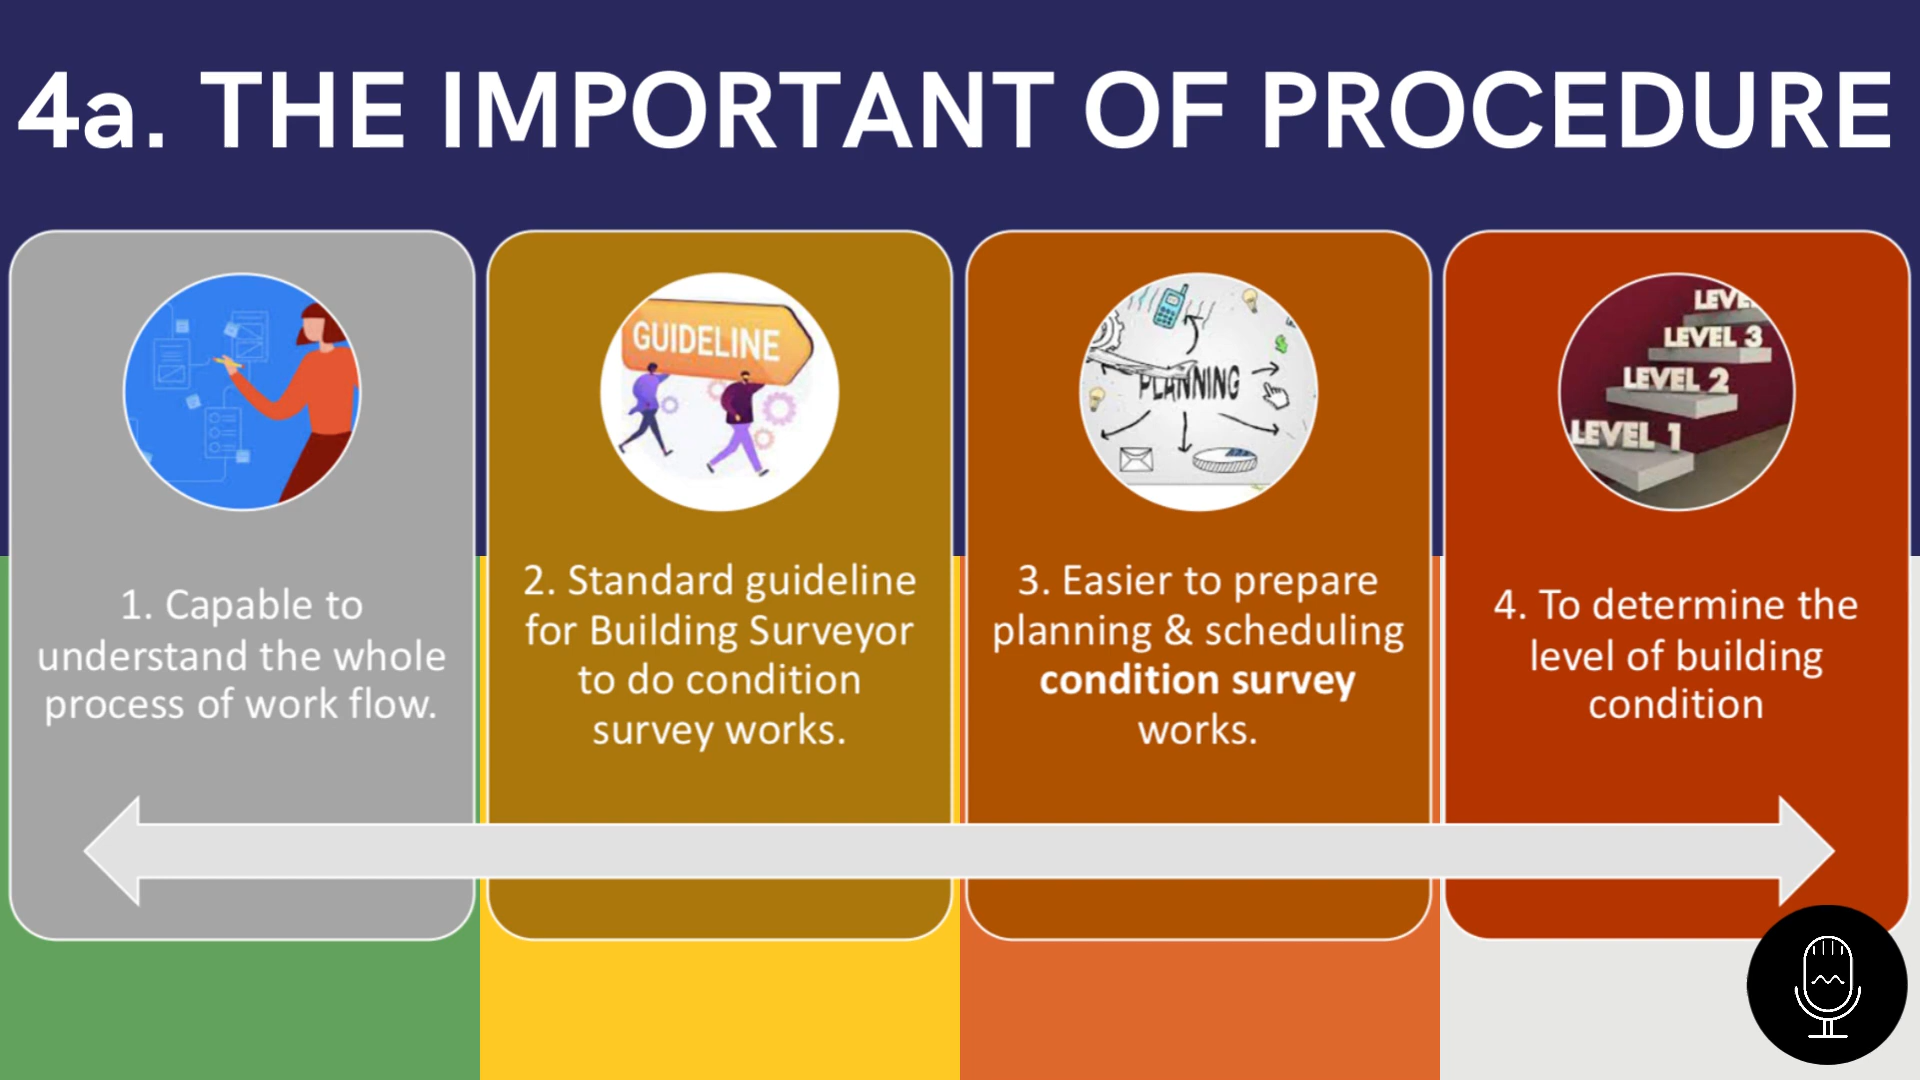 4a. THE IMPORTANT OF PROCEDURE
GUIDELINE
PLANNING
LEVEL 3
LEVEL 2
LEVEL 1
1. Capable to
understand the whole
process of work flow.
2. Standard guideline
for Building Surveyor
to do condition
survey works.
3. Easier to prepare
planning & scheduling
condition survey
works.
4. To determine the
level of building
condition